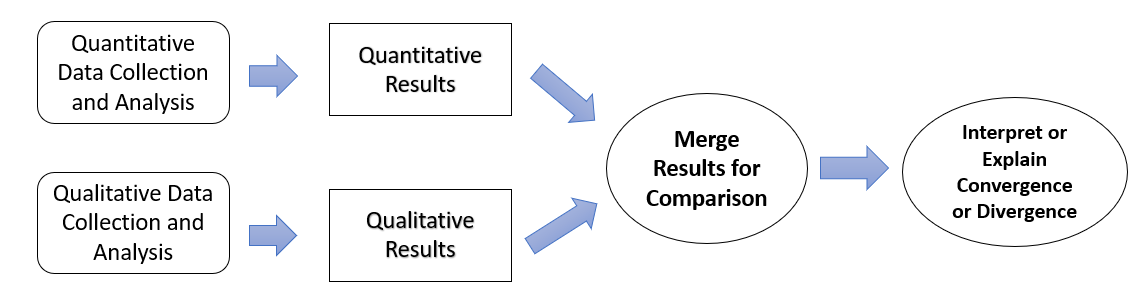 Quantitative
Data Collection
and Analysis
Quantitative
Results
Qualitative Data
Collection and
Analysis
Qualitative
Results
Merge
Results for
Comparison
Interpret or
Explain
Convergence
or Divergence